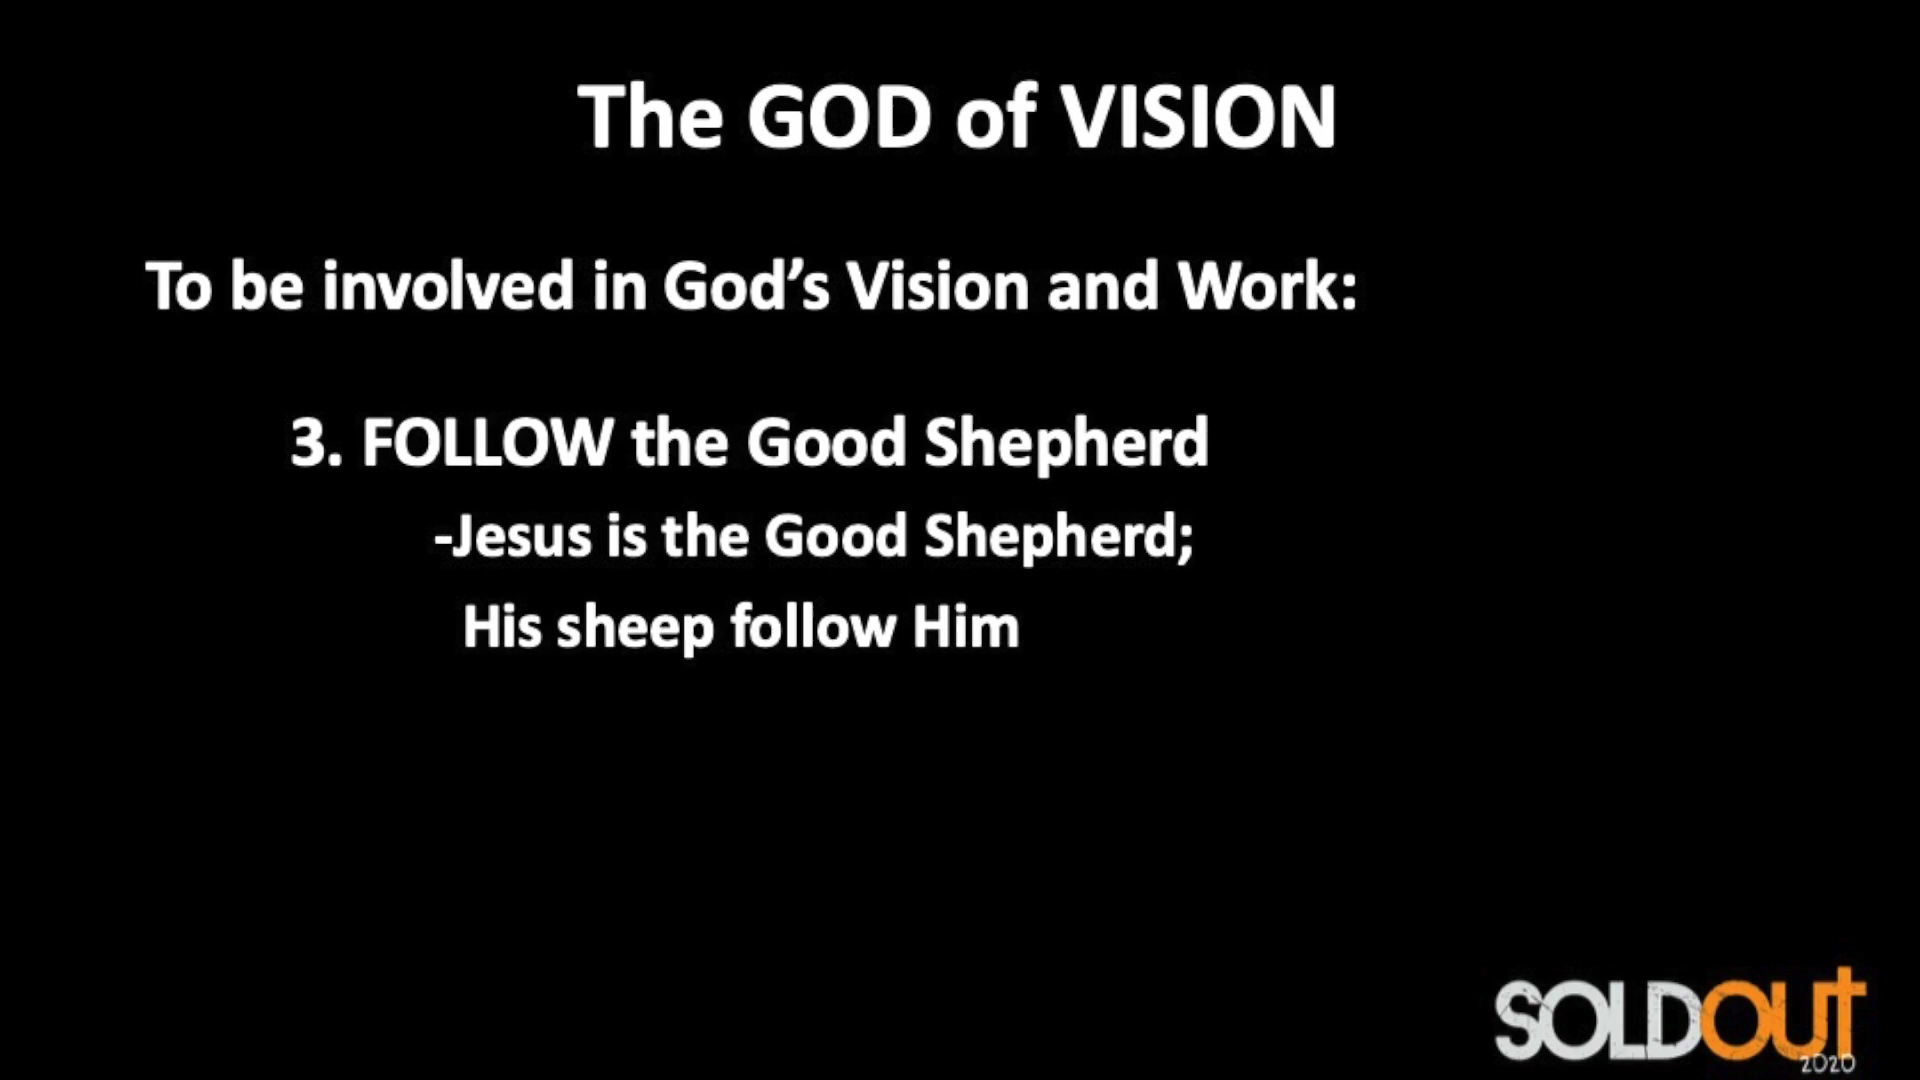 The GOD of VISION
To be involved in God’s Vision and Work:
3. FOLLOW the Good Shepherd
-Jesus is the Good Shepherd;
His sheep follow Him
SOLDOUT
2020